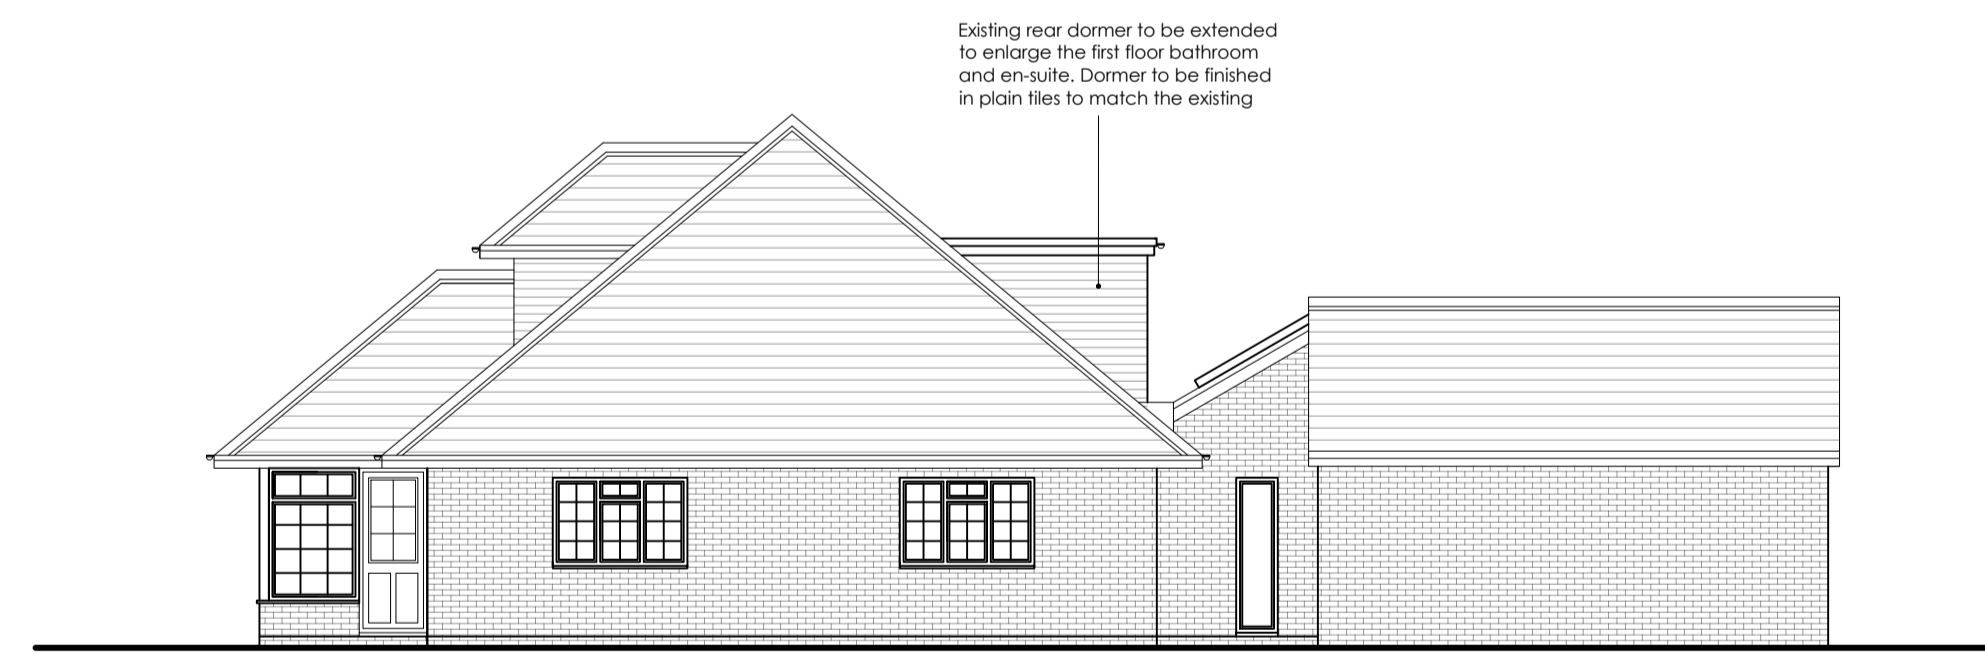 Existing rear dormer to be extended
to enlarge the first floor bathroom
and en-suite. Dormer to be finished
in plain tiles to match the existing